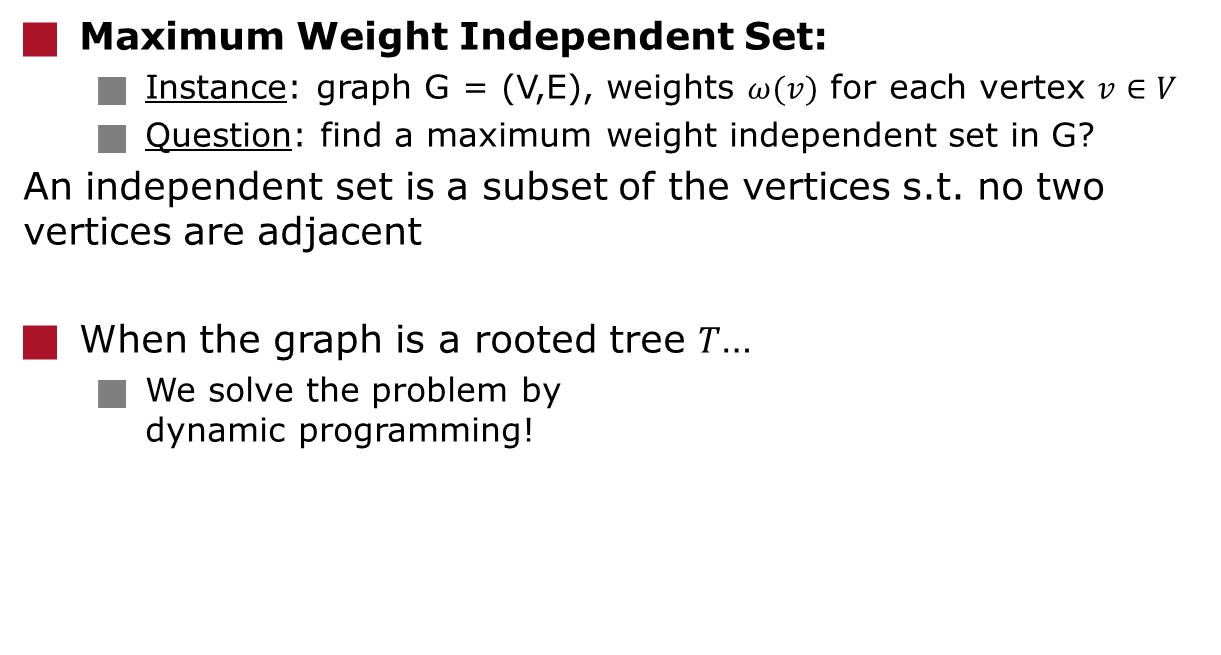 Maximum Weight Independent Set:
Instance: graph G = (V,E), weights 𝜔(𝑣) for each vertex 𝑣 ∈ 𝑉
Question: find a maximum weight independent set in G?
An independent set is a subset of the vertices s.t. no two
vertices are adjacent
When the graph is a rooted tree 𝑇…
We solve the problem by
dynamic programming!